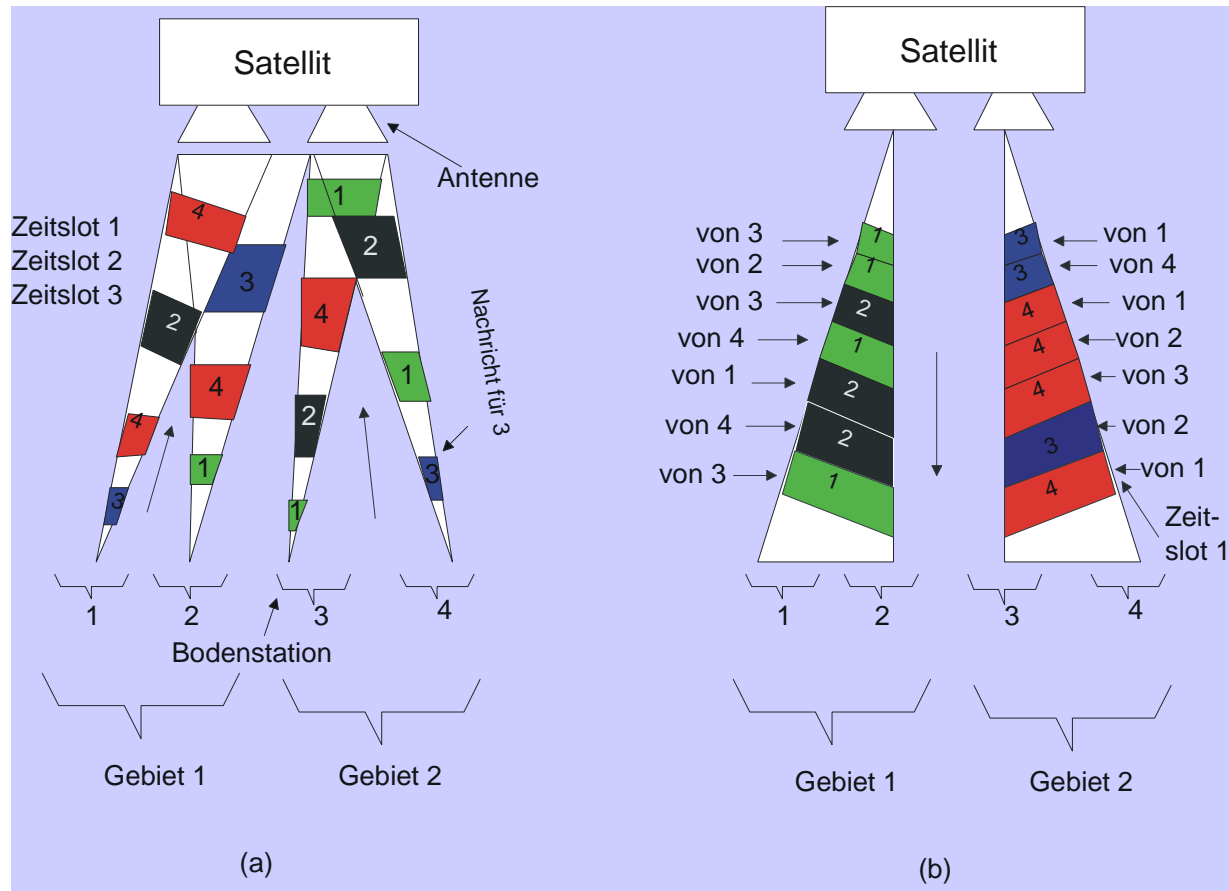 Satellit
Antenne
Zeitslot 1
Zeitslot 2
Zeitslot 3
4
1
2
3
2
4
4
1
2
4
1
3
3
1
Nachricht für 3
1
2
3
4
Bodenstation
Gebiet 1
Gebiet 2
(a)
Satellit
von 3
von 2
von 3
von 4
von 1
von 4
von 3
1
1
2
1
2
2
1
3
3
4
4
4
3
4
von 1
von 4
von 1
von 2
von 3
von 2
von 1
Zeit-
slot 1
1
2
3
4
Gebiet 1
Gebiet 2
(b)